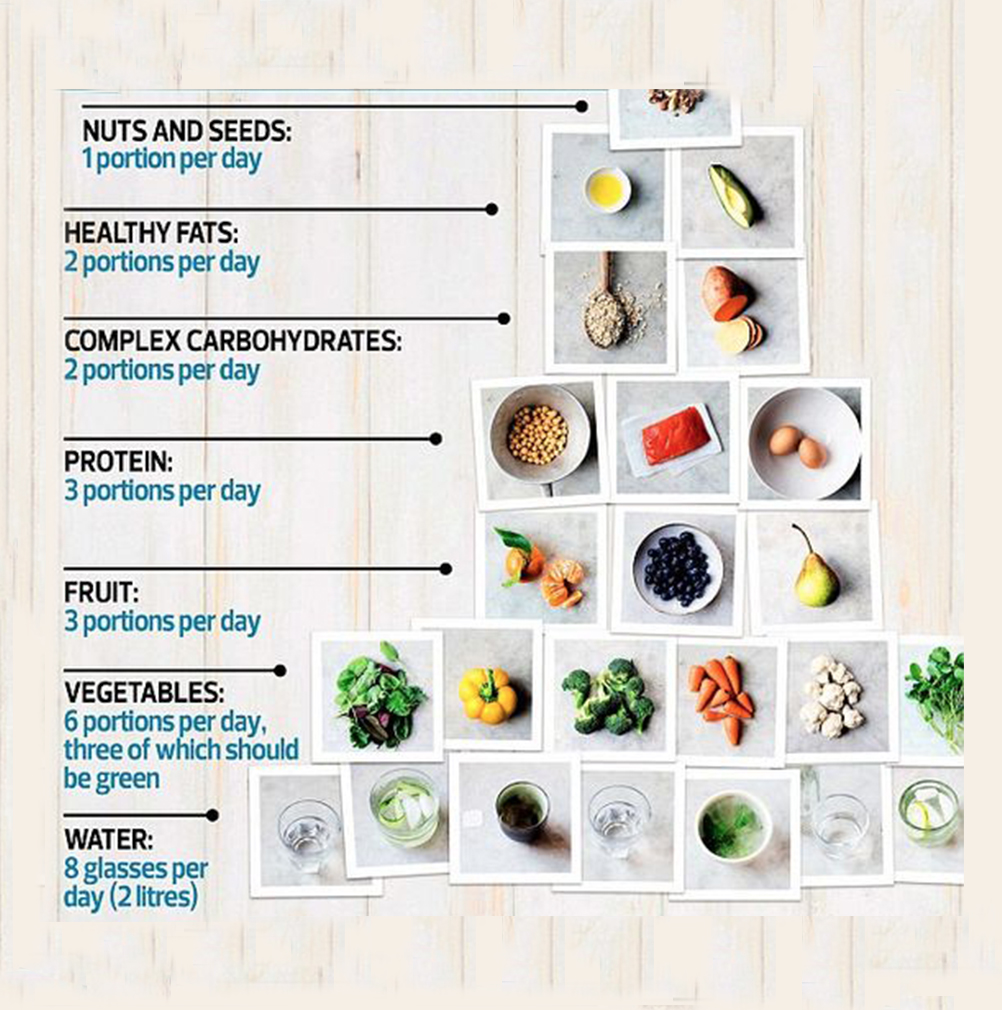 NUTS AND SEEDS:
1 portion per day
HEALTHY FATS:
2 portions per day
COMPLEX CARBOHYDRATES:
2 portions per day
PROTEIN:
3 portions per day
FRUIT:
3 portions per day
VEGETABLES:
6 portions per day,
three of which should
be green
WATER:
8 glasses per
day (2 litres)